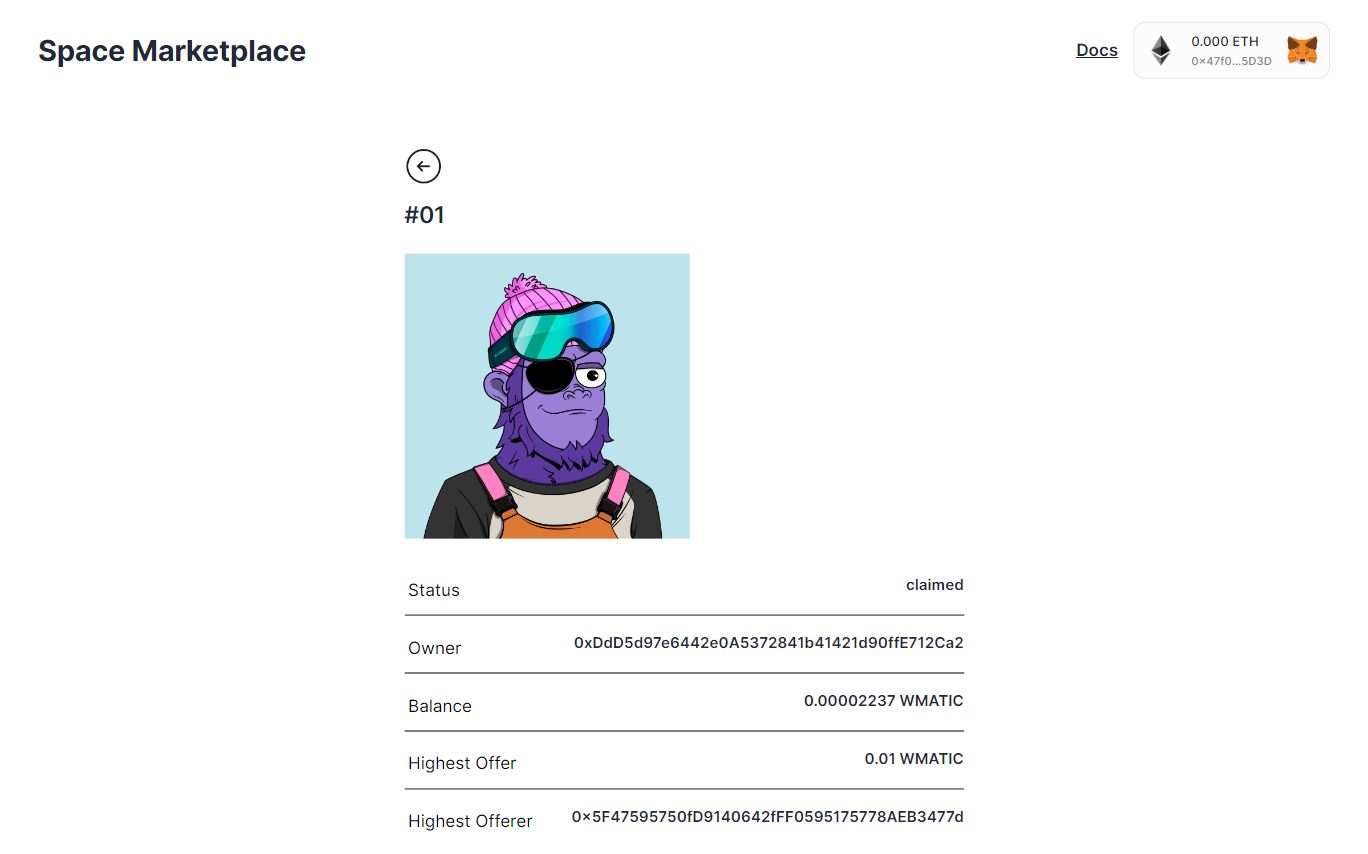 Space Marketplace
Docs
0.000 ETH
0×47f0...5D3D
#01
Status
claimed
Owner
0xDdD5d97e6442e0A5372841b41421d90ffE712Ca2
Balance
0.00002237 WMATIC
Highest Offer
0.01 WMATIC
Highest Offerer
0×5F47595750fD9140642fFF0595175778AEB3477d